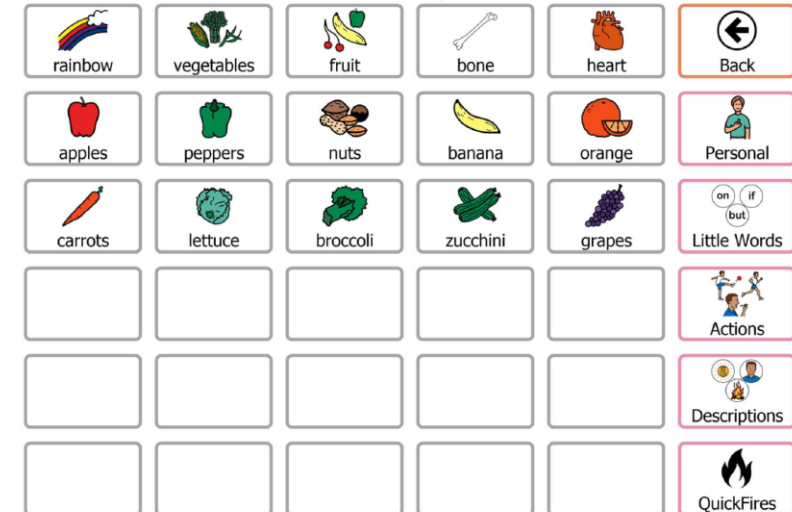 rainbow
vegetables
fruit
bone
heart
Back
apples
peppers
nuts
banana
orange
Personal
on
if
but
carrots
lettuce
broccoli
zucchini
grapes
Little Words
Actions
Descriptions
QuickFires